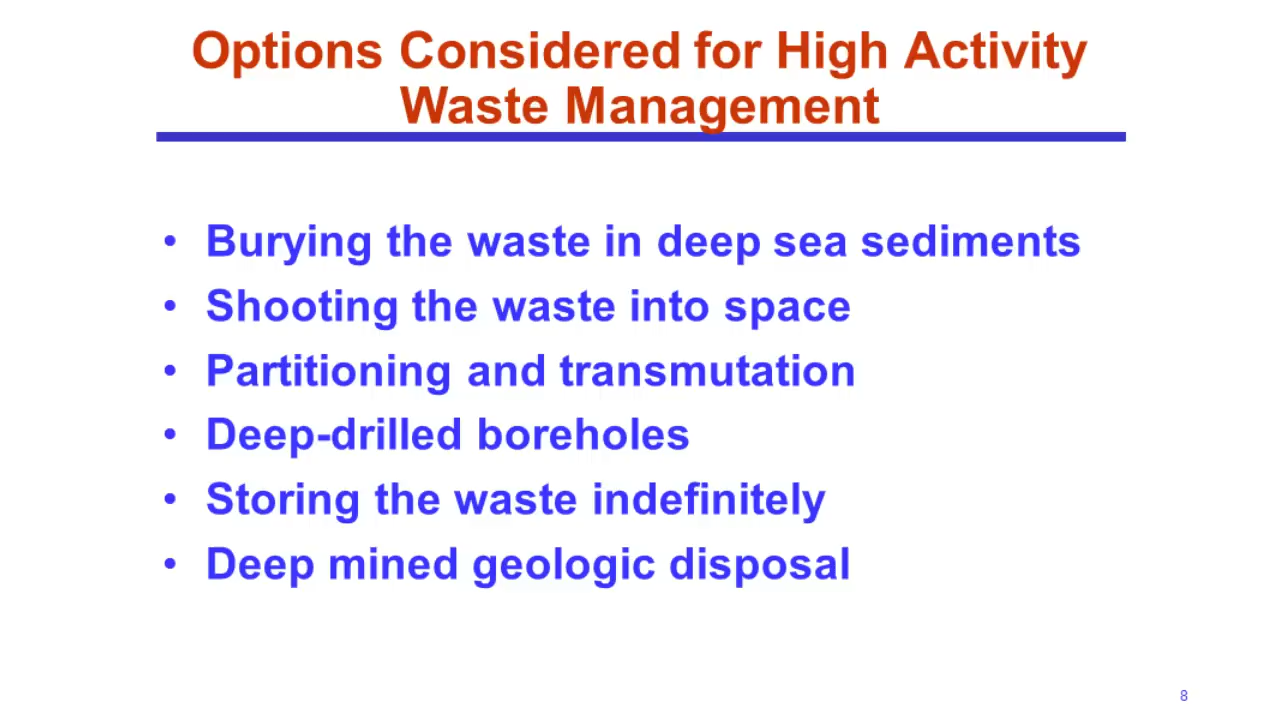 Options Considered for High Activity
Waste Management
• Burying the waste in deep sea sediments
• Shooting the waste into space
• Partitioning and transmutation
• Deep-drilled boreholes
• Storing the waste indefinitely
• Deep mined geologic disposal
8